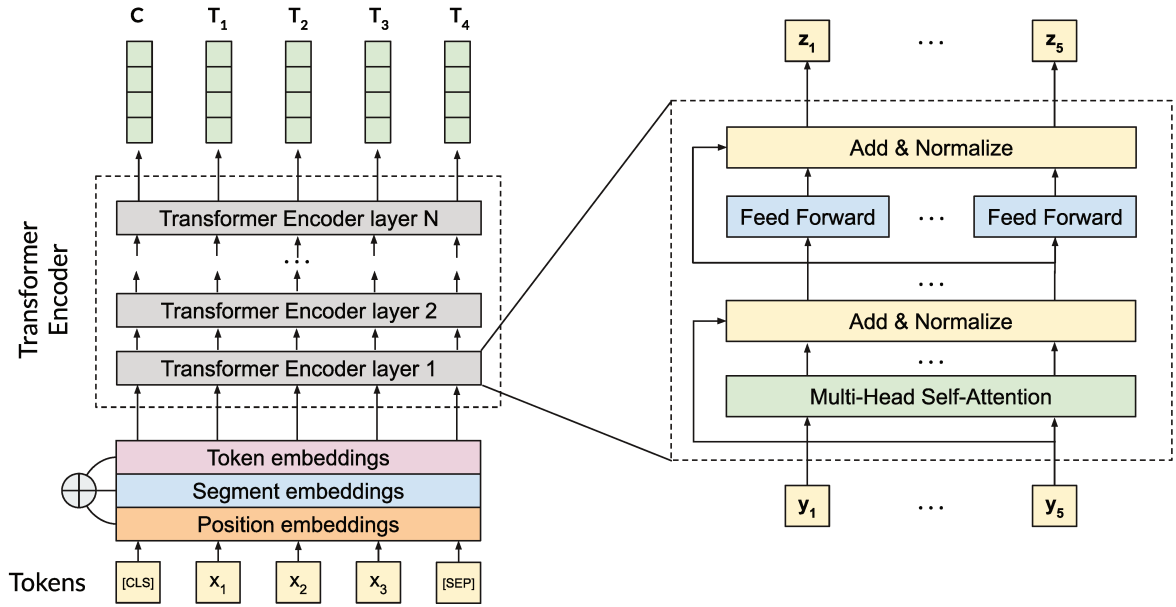 C T₁ T₂ T₃ T₄
Transformer Encoder
Transformer Encoder layer N
...
Transformer Encoder layer 2
Transformer Encoder layer 1
Token embeddings
Segment embeddings
Position embeddings
Tokens [CLS] x₁ x₂ x₃ [SEP]
z₁ ... z₅
Add & Normalize
Feed Forward ... Feed Forward
...
Add & Normalize
...
Multi-Head Self-Attention
y₁ ... y₅